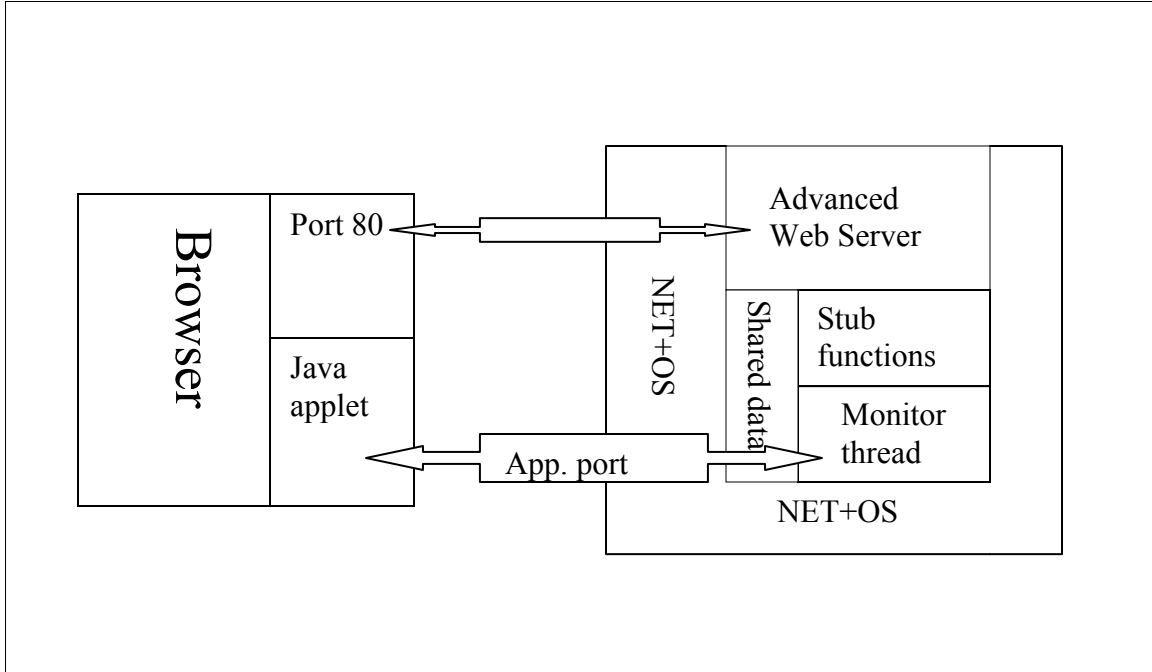 Browser
Port 80
Java
applet
App. port
NET+OS
Advanced
Web Server
Shared data
Stub
functions
Monitor
thread
NET+OS